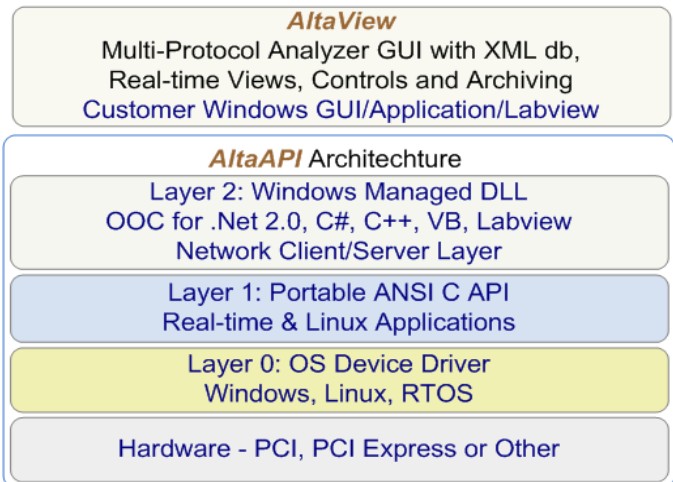 AltaView
Multi-Protocol Analyzer GUI with XML db,
Real-time Views, Controls and Archiving
Customer Windows GUI/Application/Labview
AltaAPI Architechture
Layer 2: Windows Managed DLL
OOC for .Net 2.0, C#, C++, VB, Labview
Network Client/Server Layer
Layer 1: Portable ANSI C API
Real-time & Linux Applications
Layer 0: OS Device Driver
Windows, Linux, RTOS
Hardware - PCI, PCI Express or Other